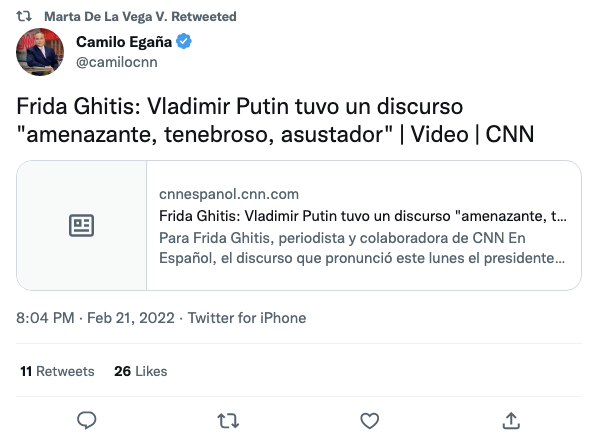 Marta De La Vega V. Retweeted
Camilo Egaña
@camilocnn
Frida Ghitis: Vladimir Putin tuvo un discurso
"amenazante, tenebroso, asustador" | Video | CNN
cnnespanol.cnn.com
Frida Ghitis: Vladimir Putin tuvo un discurso "amenazante, t...
Para Frida Ghitis, periodista y colaboradora de CNN En
Español, el discurso que pronunció este lunes el presidente...
8:04 PM · Feb 21, 2022 · Twitter for iPhone
11 Retweets 26 Likes